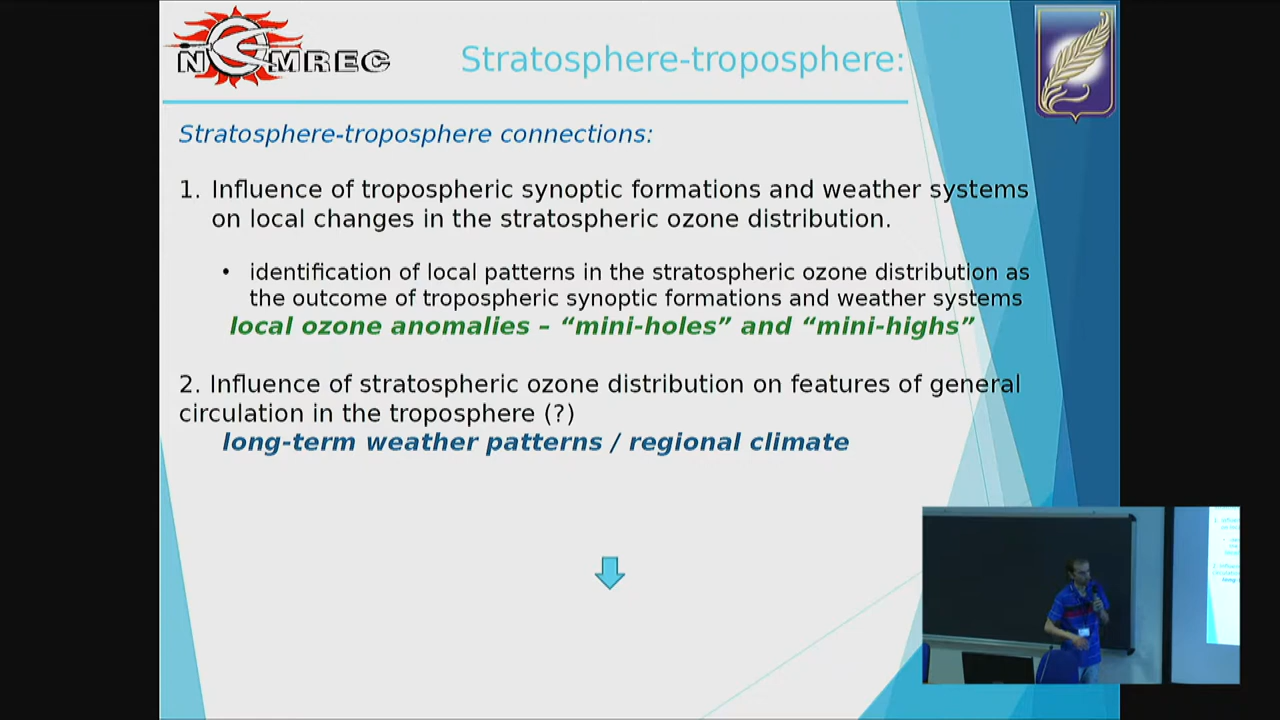 NOMREC
Stratosphere-troposphere:
Stratosphere-troposphere connections:
1. Influence of tropospheric synoptic formations and weather systems
on local changes in the stratospheric ozone distribution.
• identification of local patterns in the stratospheric ozone distribution as
the outcome of tropospheric synoptic formations and weather systems
local ozone anomalies – “mini-holes” and “mini-highs”
2. Influence of stratospheric ozone distribution on features of general
circulation in the troposphere (?)
long-term weather patterns / regional climate